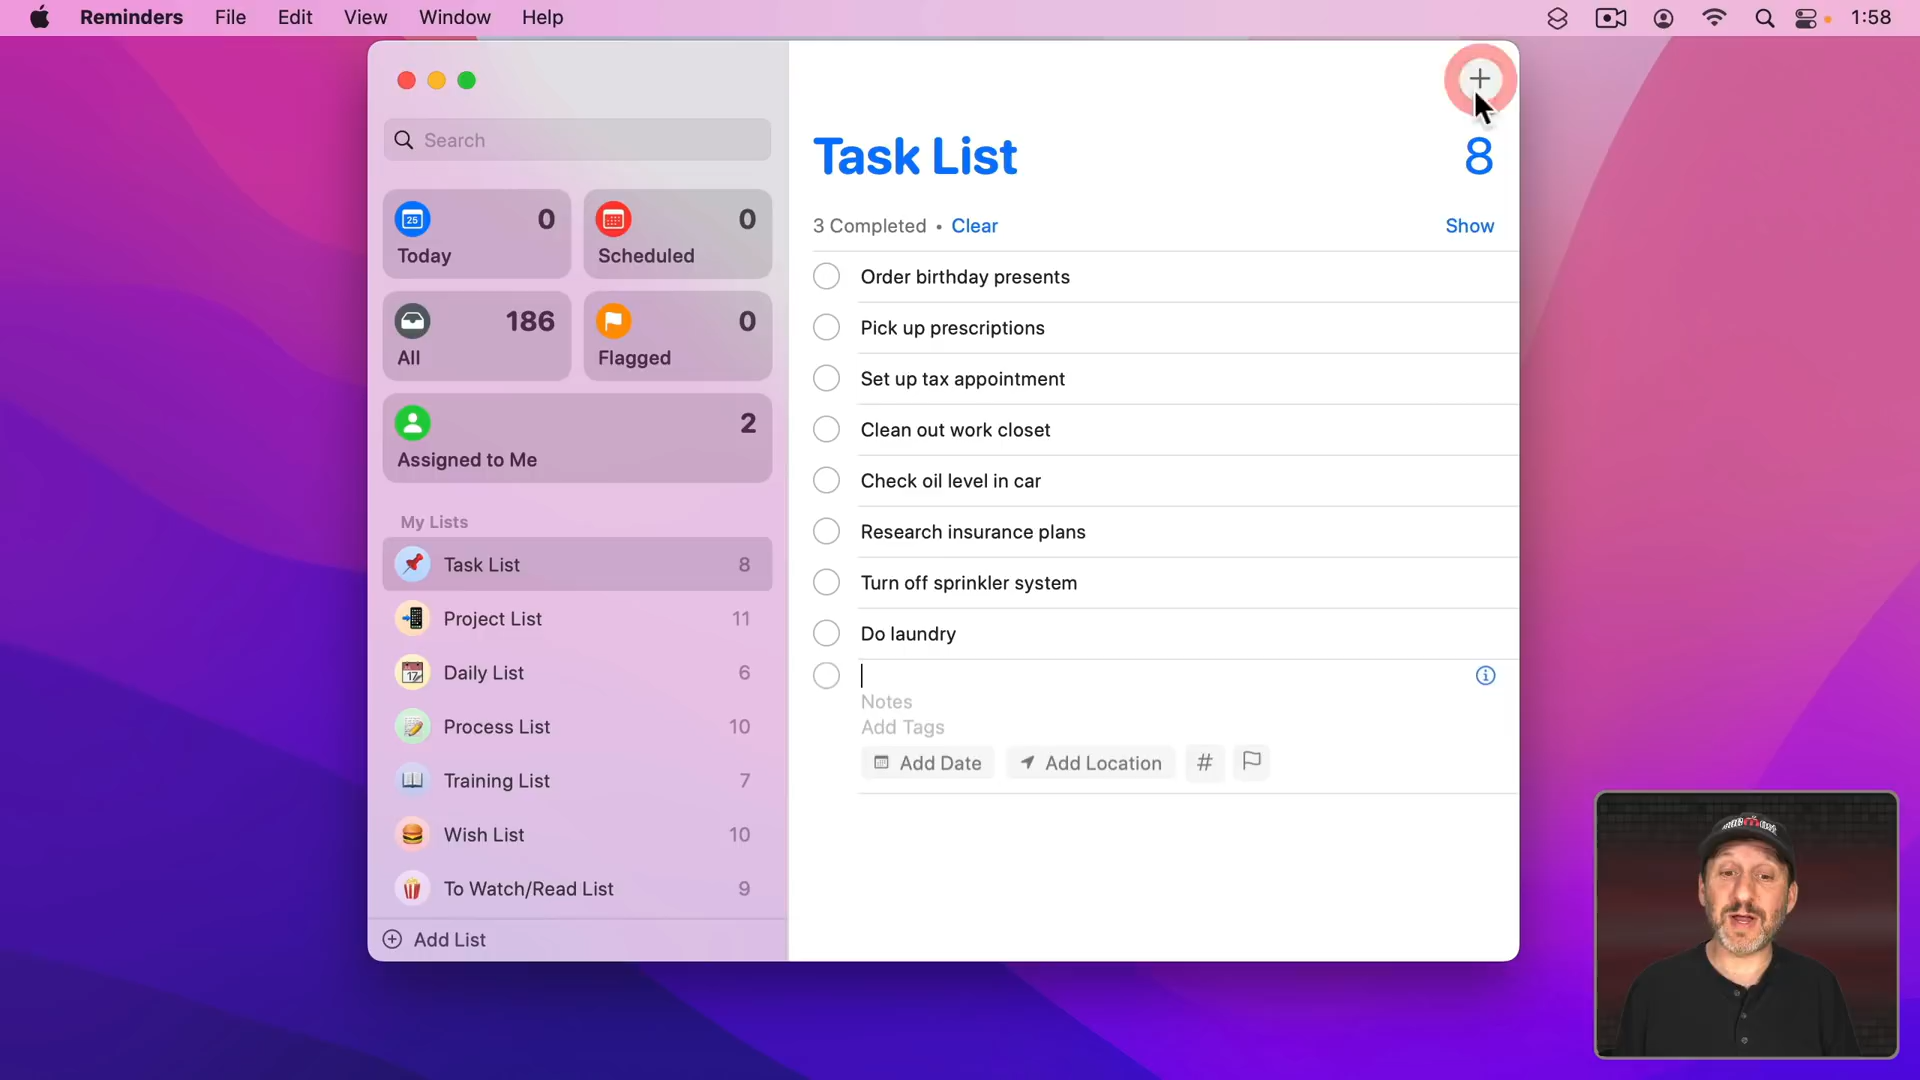 Reminders File Edit View Window Help 1:58
Search
25 0
Today
0
Scheduled
186
All
0
Flagged
2
Assigned to Me
My Lists
Task List 8
Project List 11
17 Daily List 6
Process List 10
Training List 7
Wish List 10
To Watch/Read List 9
Add List
+
Task List 8
3 Completed • Clear Show
Order birthday presents
Pick up prescriptions
Set up tax appointment
Clean out work closet
Check oil level in car
Research insurance plans
Turn off sprinkler system
Do laundry
Notes
Add Tags
Add Date Add Location #